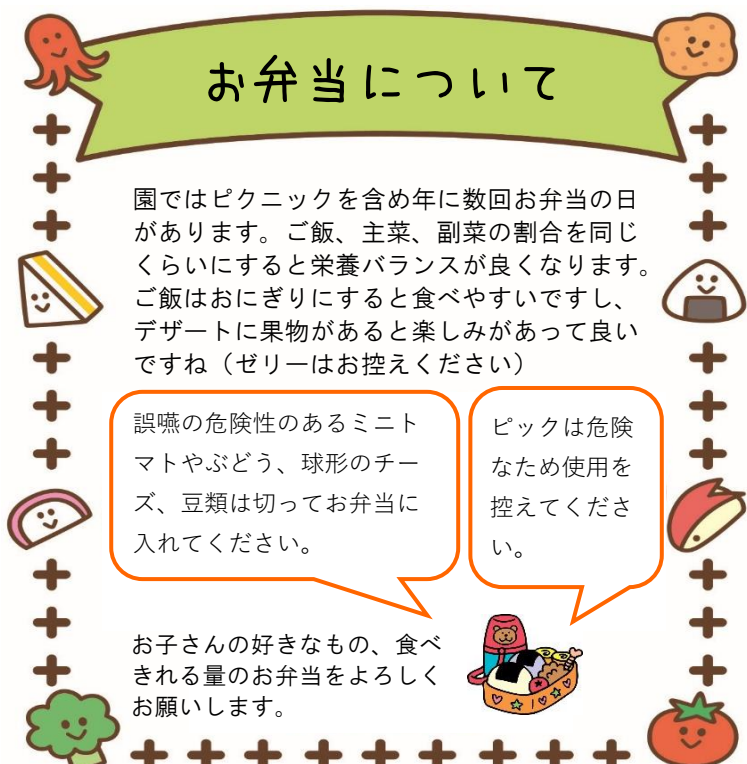 お弁当について
園ではピクニックを含め年に数回お弁当の日
があります。ご飯、主菜、副菜の割合を同じ
くらいにすると栄養バランスが良くなります。
ご飯はおにぎりにすると食べやすいですし、
デザートに果物があると楽しみがあって良い
ですね（ゼリーはお控えください）
誤嚥の危険性のあるミニト
マトやぶどう、球形のチー
ズ、豆類は切ってお弁当に
入れてください。
ピックは危険
なため使用を
控えてくださ
い。
お子さんの好きなもの、食べ
きれる量のお弁当をよろしく
お願いします。